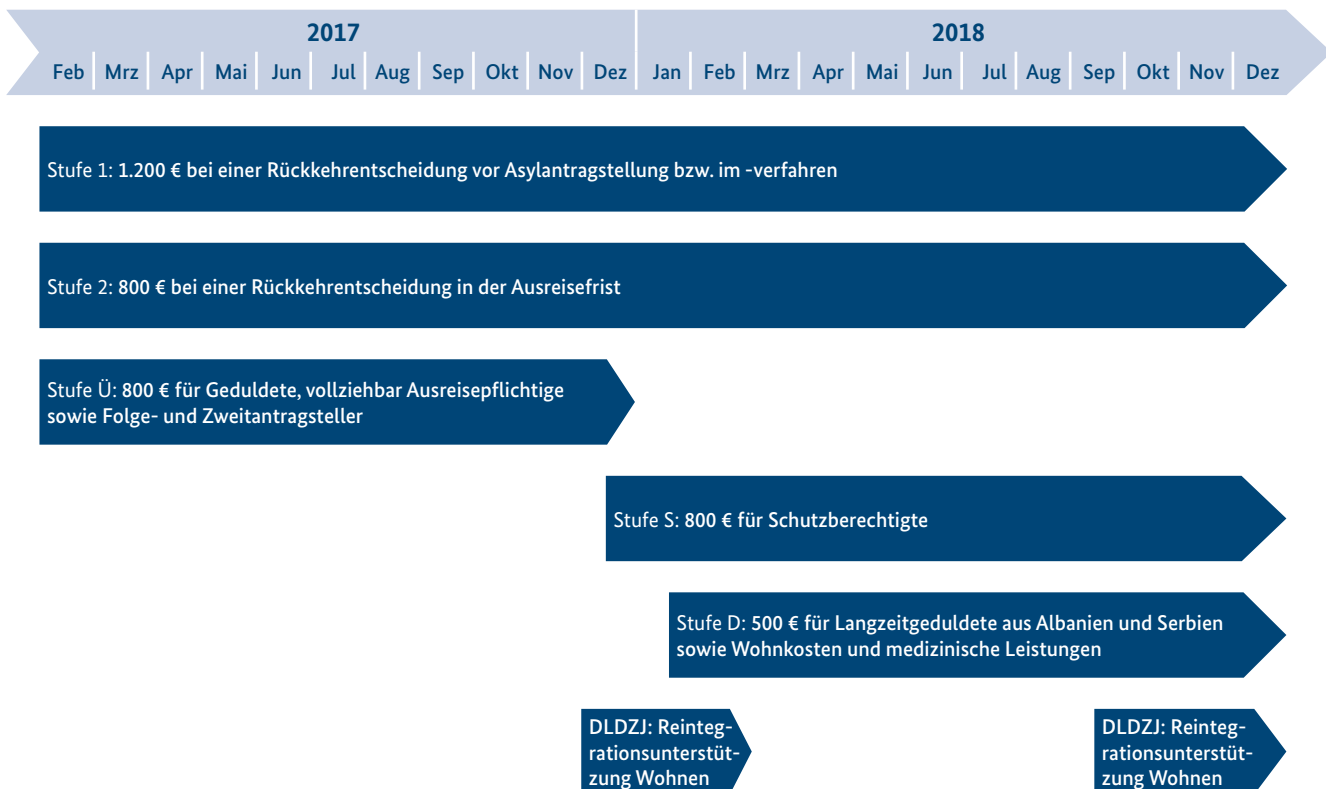 2017
2018
Feb Mrz Apr Mai Jun Jul Aug Sep Okt Nov Dez Jan Feb Mrz Apr Mai Jun Jul Aug Sep Okt Nov Dez
Stufe 1: 1.200 € bei einer Rückkehrentscheidung vor Asylantragstellung bzw. im -verfahren
Stufe 2: 800 € bei einer Rückkehrentscheidung in der Ausreisefrist
Stufe Ü: 800 € für Geduldete, vollziehbar Ausreisepflichtige
sowie Folge- und Zweitantragsteller
Stufe S: 800 € für Schutzberechtigte
Stufe D: 500 € für Langzeitgeduldete aus Albanien und Serbien
sowie Wohnkosten und medizinische Leistungen
DLDZJ: Reinteg-
rationsunterstüt-
zung Wohnen
DLDZJ: Reinteg-
rationsunterstüt-
zung Wohnen